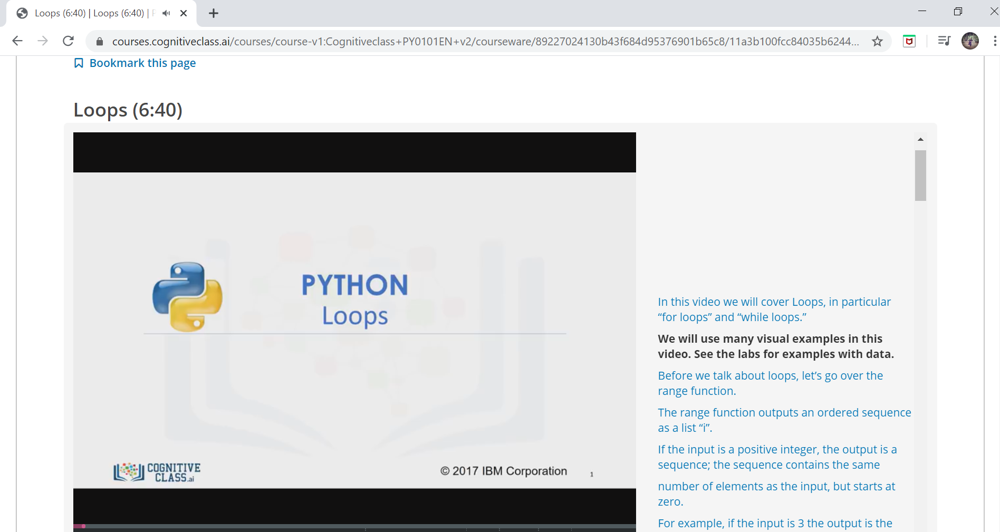 Loops (6:40) | Loops (6:40) |
courses.cognitiveclass.ai/courses/course-v1:Cognitiveclass+PY0101EN+v2/courseware/89227024130b43f684d95376901b65c8/11a3b100fcc84035b6244...
Bookmark this page
Loops (6:40)
PYTHON
Loops
COGNITIVE
CLASS.ai
© 2017 IBM Corporation
1
In this video we will cover Loops, in particular
“for loops” and “while loops.”
We will use many visual examples in this
video. See the labs for examples with data.
Before we talk about loops, let’s go over the
range function.
The range function outputs an ordered sequence
as a list “i”.
If the input is a positive integer, the output is a
sequence; the sequence contains the same
number of elements as the input, but starts at
zero.
For example, if the input is 3 the output is the